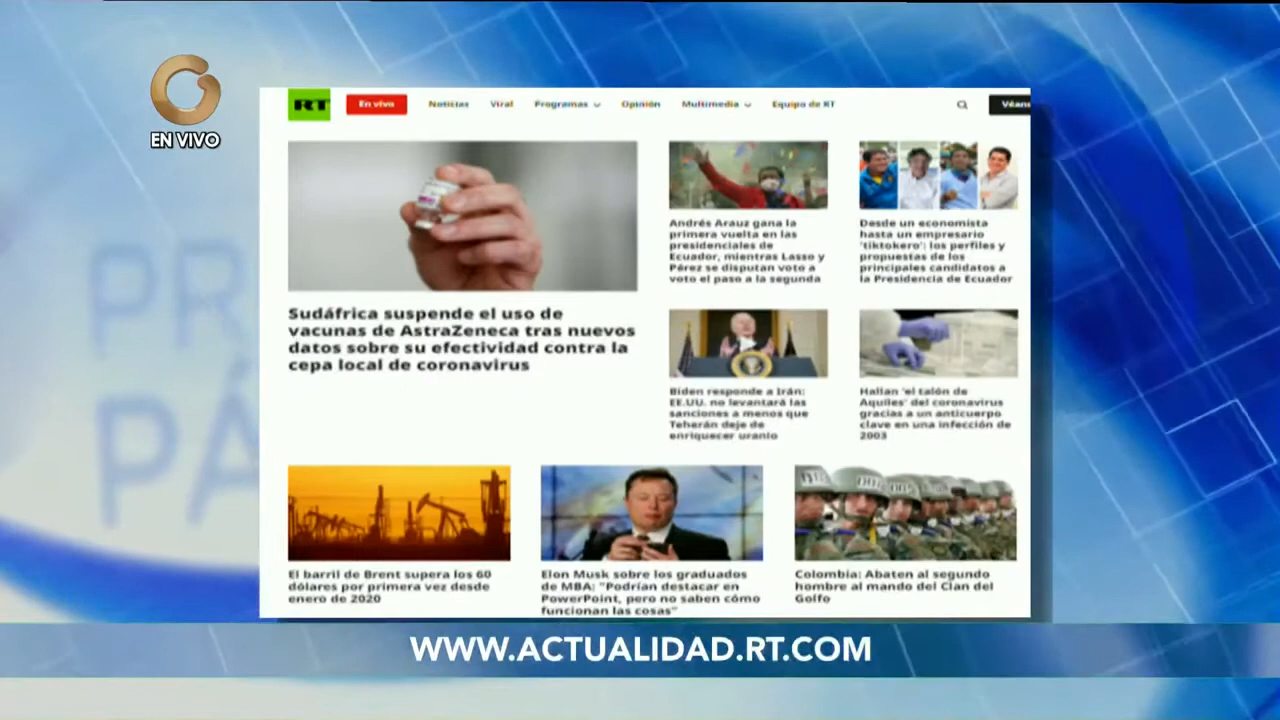 EN VIVO
RT
En vivo
Noticias
Viral
Programas
Opinión
Multimedia
Equipo de RT
Sudáfrica suspende el uso de
vacunas de AstraZeneca tras nuevos
datos sobre su efectividad contra la
cepa local de coronavirus
Andrés Arauz gana la
primera vuelta en las
presidenciales de
Ecuador, mientras Lasso y
Pérez se disputan voto a
voto el paso a la segunda
Desde un economista
hasta un empresario
'tiktokero': los perfiles y
propuestas de los
principales candidatos a
la Presidencia de Ecuador
Biden responde a Irán:
EE.UU. no levantará las
sanciones a menos que
Teherán deje de
enriquecer uranio
Hallan 'el talón de
Aquiles' del coronavirus
gracias a un anticuerpo
clave en una infección de
2003
El barril de Brent supera los 60
dólares por primera vez desde
enero de 2020
Elon Musk sobre los graduados
de MBA: "Podrían destacar en
PowerPoint, pero no saben cómo
funcionan las cosas"
Colombia: Abaten al segundo
hombre al mando del Clan del
Golfo
PR
PÁ
WWW.ACTUALIDAD.RT.COM